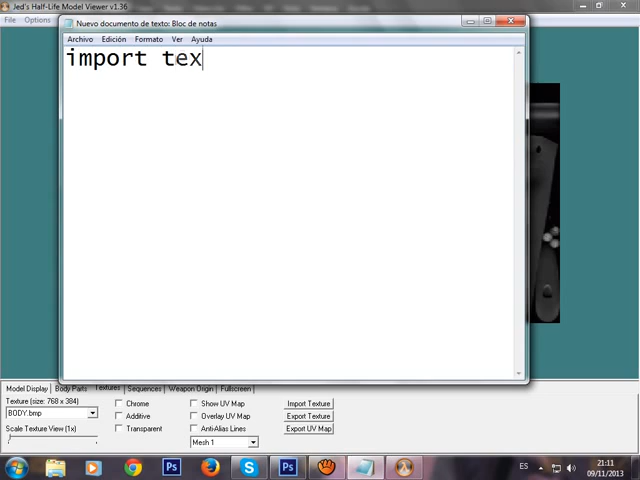 Jed's Half-Life Model Viewer v1.36
File Options
Nuevo documento de texto: Bloc de notas
Archivo Edición Formato Ver Ayuda
import tex
Model Display Body Parts Textures Sequences Weapon Origin Fullscreen
Texture (size: 768 x 384)
BODY.bmp
Scale Texture View (1x)
Chrome
Additive
Transparent
Show UV Map
Overlay UV Map
Anti-Alias Lines
Mesh 1
Import Texture
Export Texture
Export UV Map
Ps
Ps
ES
21:11
09/11/2013